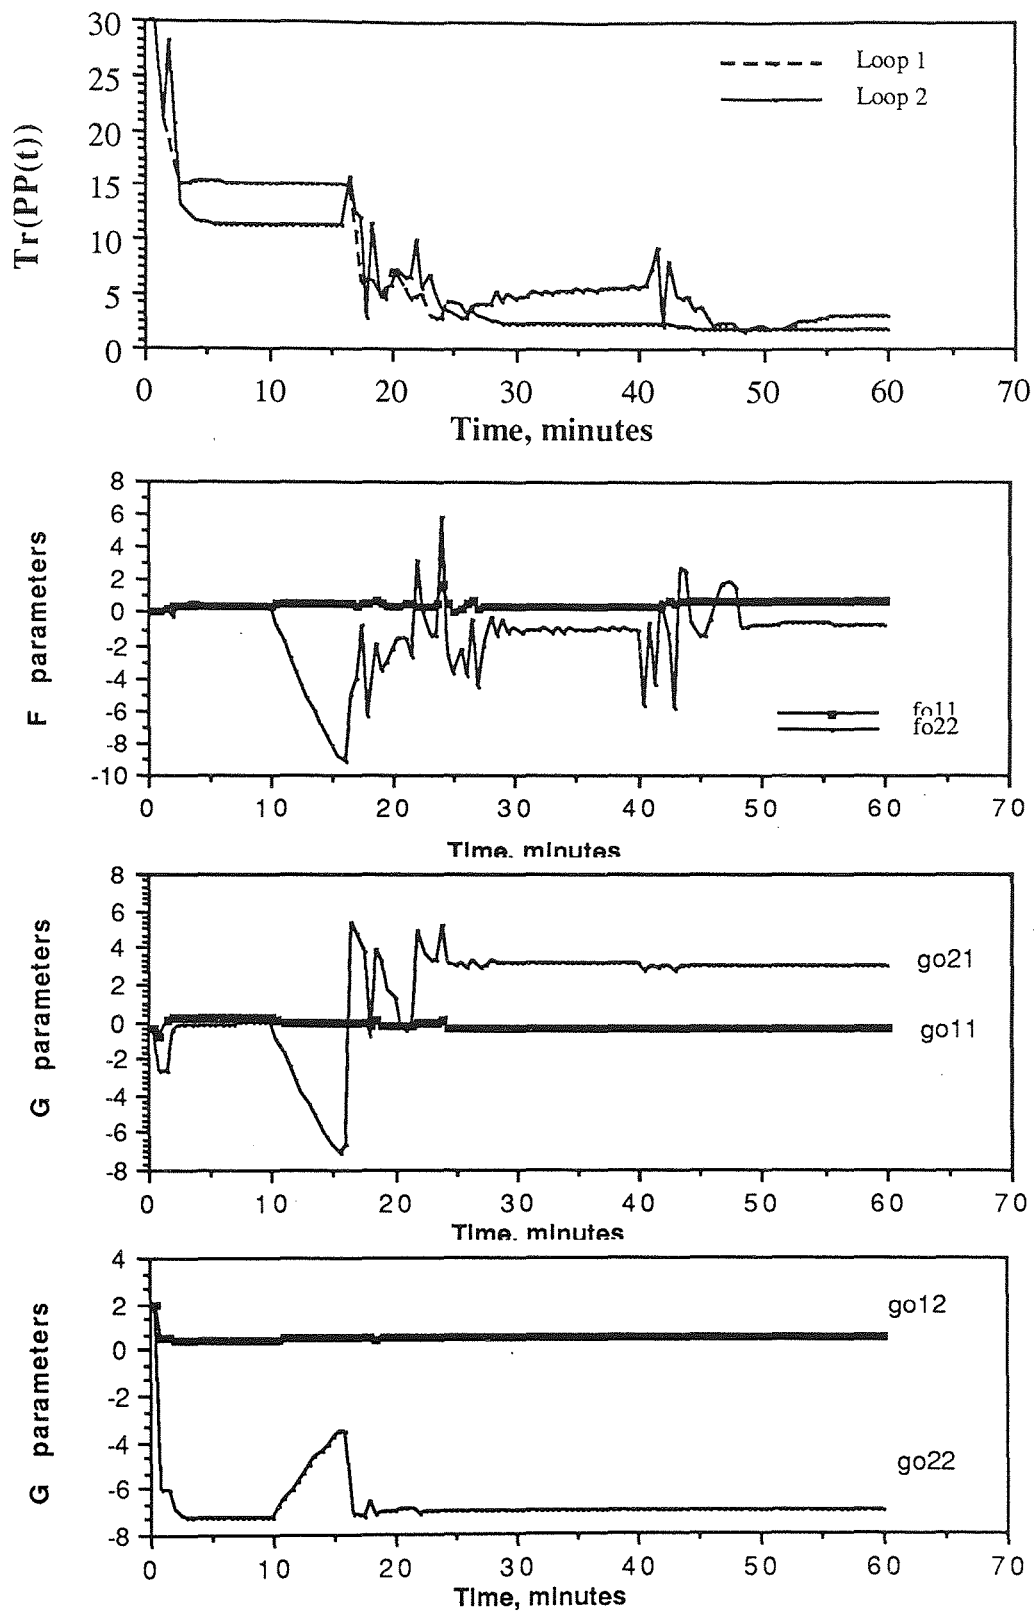 Tr(PP(t))
30
25
20
15
10
5
0
Loop 1
Loop 2
0 10 20 30 40 50 60 70
Time, minutes
F parameters
8
6
4
2
0
-2
-4
-6
-8
-10
fo11
fo22
0 10 20 30 40 50 60 70
Time, minutes
G parameters
8
6
4
2
0
-2
-4
-6
-8
go21
go11
0 10 20 30 40 50 60 70
Time, minutes
G parameters
4
2
0
-2
-4
-6
-8
go12
go22
0 10 20 30 40 50 60 70
Time, minutes